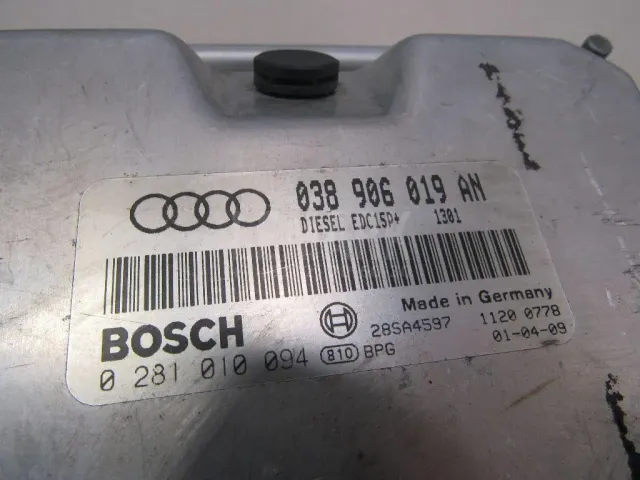 038 906 019 AN
DIESEL EDC15P+ 1301
Made in Germany
BOSCH 28SA4597 1120 0778
0 281 010 094 810 BPG 01-04-09